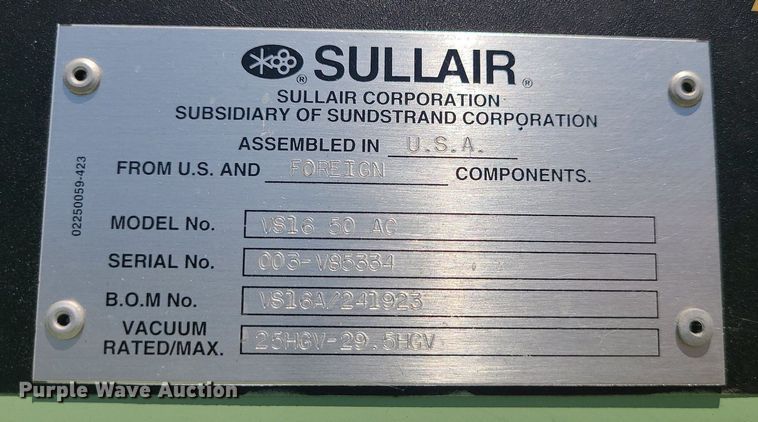 SULLAIR
SULLAIR CORPORATION
SUBSIDIARY OF SUNDSTRAND CORPORATION
ASSEMBLED IN U.S.A.
FROM U.S. AND FOREIGN COMPONENTS.
MODEL No. VS16 50 AC
SERIAL No. 003-V85334
B.O.M No. VS16A/241923
VACUUM
RATED/MAX. 25HGV-29.5HGV
02250059-423
Purple Wave Auction